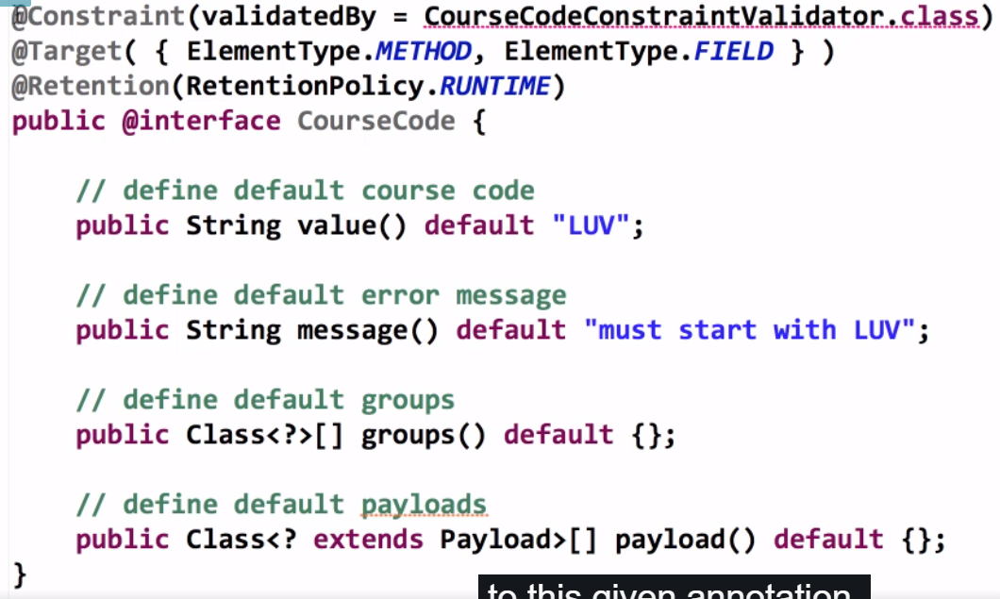 @Constraint(validatedBy = CourseCodeConstraintValidator.class)
@Target( { ElementType.METHOD, ElementType.FIELD } )
@Retention(RetentionPolicy.RUNTIME)
public @interface CourseCode {
// define default course code
public String value() default "LUV";
// define default error message
public String message() default "must start with LUV";
// define default groups
public Class<?>[] groups() default {};
// define default payloads
public Class<? extends Payload>[] payload() default {};
}
to this given annotation